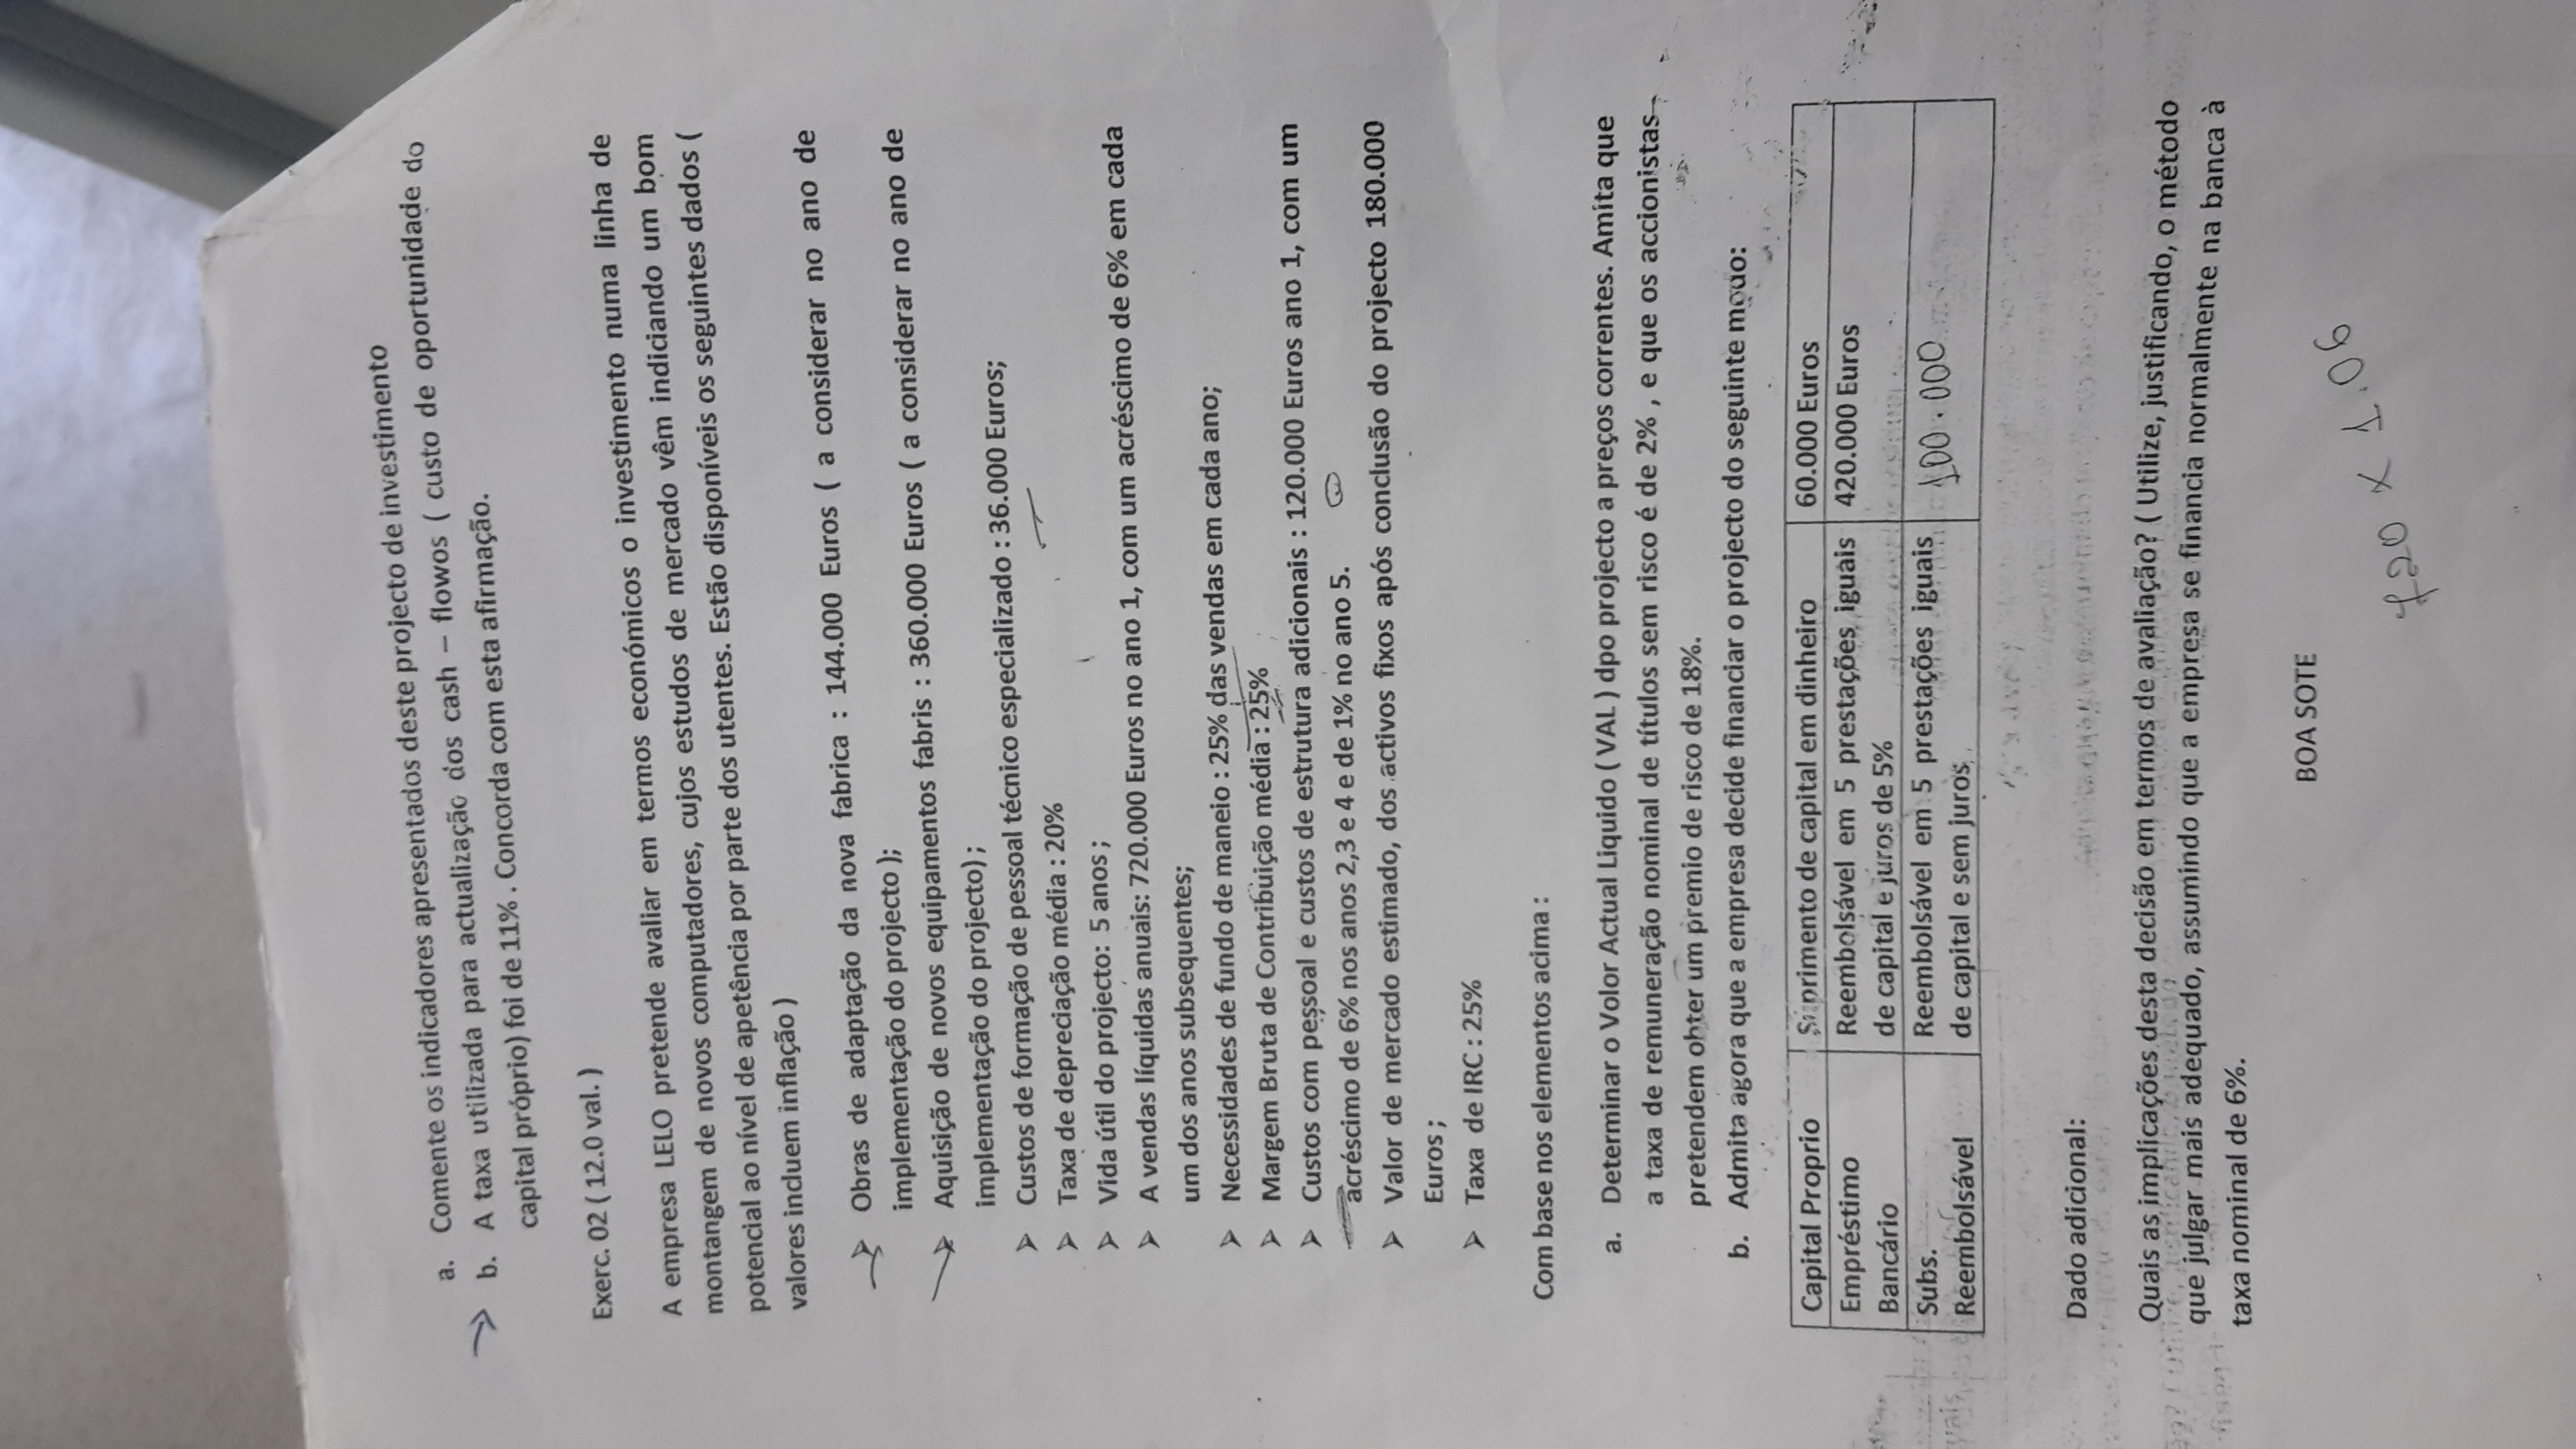 a. Comente os indicadores apresentados deste projecto de investimento
b. A taxa utilizada para actualização dos cash – flowos ( custo de oportunidade do
capital próprio) foi de 11% . Concorda com esta afirmação.
Exerc. 02 ( 12.0 val. )
A empresa LELO pretende avaliar em termos económicos o investimento numa linha de
montangem de novos computadores, cujos estudos de mercado vêm indiciando um bom
potencial ao nível de apetência por parte dos utentes. Estão disponíveis os seguintes dados (
valores incluem inflação )
➢ Obras de adaptação da nova fabrica : 144.000 Euros ( a considerar no ano de
implementação do projecto );
➢ Aquisição de novos equipamentos fabris : 360.000 Euros ( a considerar no ano de
implementação do projecto) ;
➢ Custos de formação de pessoal técnico especializado : 36.000 Euros;
➢ Taxa de depreciação média : 20%
➢ Vida útil do projecto: 5 anos ;
➢ A vendas líquidas anuais: 720.000 Euros no ano 1, com um acréscimo de 6% em cada
um dos anos subsequentes;
➢ Necessidades de fundo de maneio : 25% das vendas em cada ano;
➢ Margem Bruta de Contribuição média : 25%
➢ Custos com pessoal e custos de estrutura adicionais : 120.000 Euros ano 1, com um
acréscimo de 6% nos anos 2,3 e 4 e de 1% no ano 5.
➢ Valor de mercado estimado, dos activos fixos após conclusão do projecto 180.000
Euros ;
➢ Taxa de IRC : 25%
Com base nos elementos acima :
a. Determinar o Volor Actual Liquido ( VAL ) dpo projecto a preços correntes. Amita que
a taxa de remuneração nominal de títulos sem risco é de 2% , e que os accionistas
pretendem obter um premio de risco de 18%.
b. Admita agora que a empresa decide financiar o projecto do seguinte modo:
Capital Proprio Suprimento de capital em dinheiro 60.000 Euros
Empréstimo Reembolsável em 5 prestações iguais 420.000 Euros
Bancário de capital e juros de 5%
Subs. Reembolsável em 5 prestações iguais 100.000
Reembolsável de capital e sem juros
Dado adicional:
Quais as implicações desta decisão em termos de avaliação? ( Utilize, justificando, o método
que julgar mais adequado, assumindo que a empresa se financia normalmente na banca à
taxa nominal de 6%.
BOA SOTE
720 x 1.06